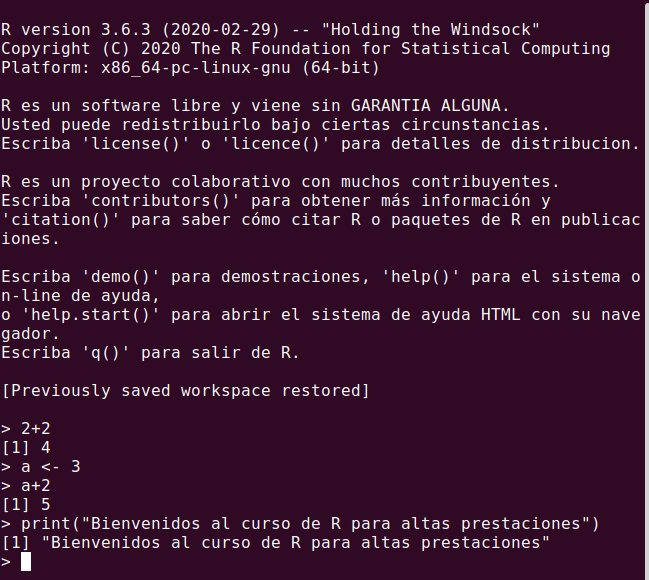 R version 3.6.3 (2020-02-29) -- "Holding the Windsock"
Copyright (C) 2020 The R Foundation for Statistical Computing
Platform: x86_64-pc-linux-gnu (64-bit)

R es un software libre y viene sin GARANTIA ALGUNA.
Usted puede redistribuirlo bajo ciertas circunstancias.
Escriba 'license()' o 'licence()' para detalles de distribucion.

R es un proyecto colaborativo con muchos contribuyentes.
Escriba 'contributors()' para obtener más información y
'citation()' para saber cómo citar R o paquetes de R en publicac
iones.

Escriba 'demo()' para demostraciones, 'help()' para el sistema o
n-line de ayuda,
o 'help.start()' para abrir el sistema de ayuda HTML con su nave
gador.
Escriba 'q()' para salir de R.

[Previously saved workspace restored]

> 2+2
[1] 4
> a <- 3
> a+2
[1] 5
> print("Bienvenidos al curso de R para altas prestaciones")
[1] "Bienvenidos al curso de R para altas prestaciones"
>